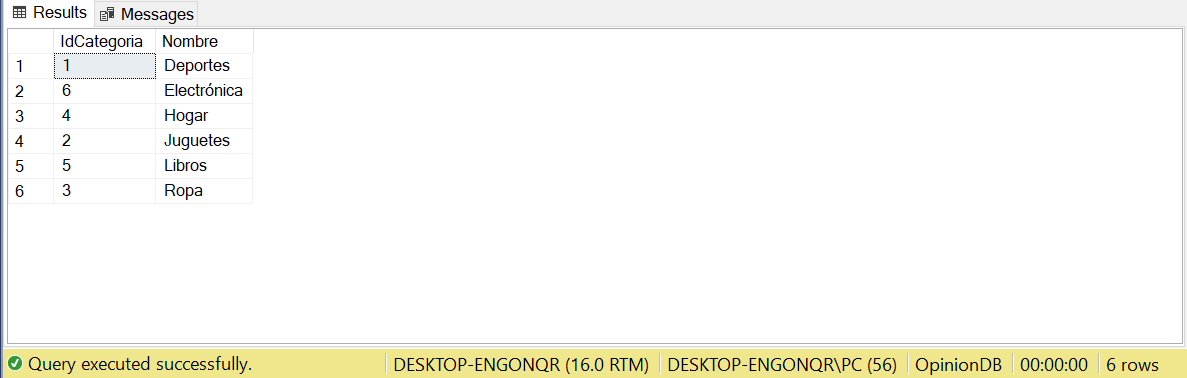 Results Messages
IdCategoria Nombre
1 1 Deportes
2 6 Electrónica
3 4 Hogar
4 2 Juguetes
5 5 Libros
6 3 Ropa
Query executed successfully. DESKTOP-ENGONQR (16.0 RTM) DESKTOP-ENGONQR\PC (56) OpinionDB 00:00:00 6 rows